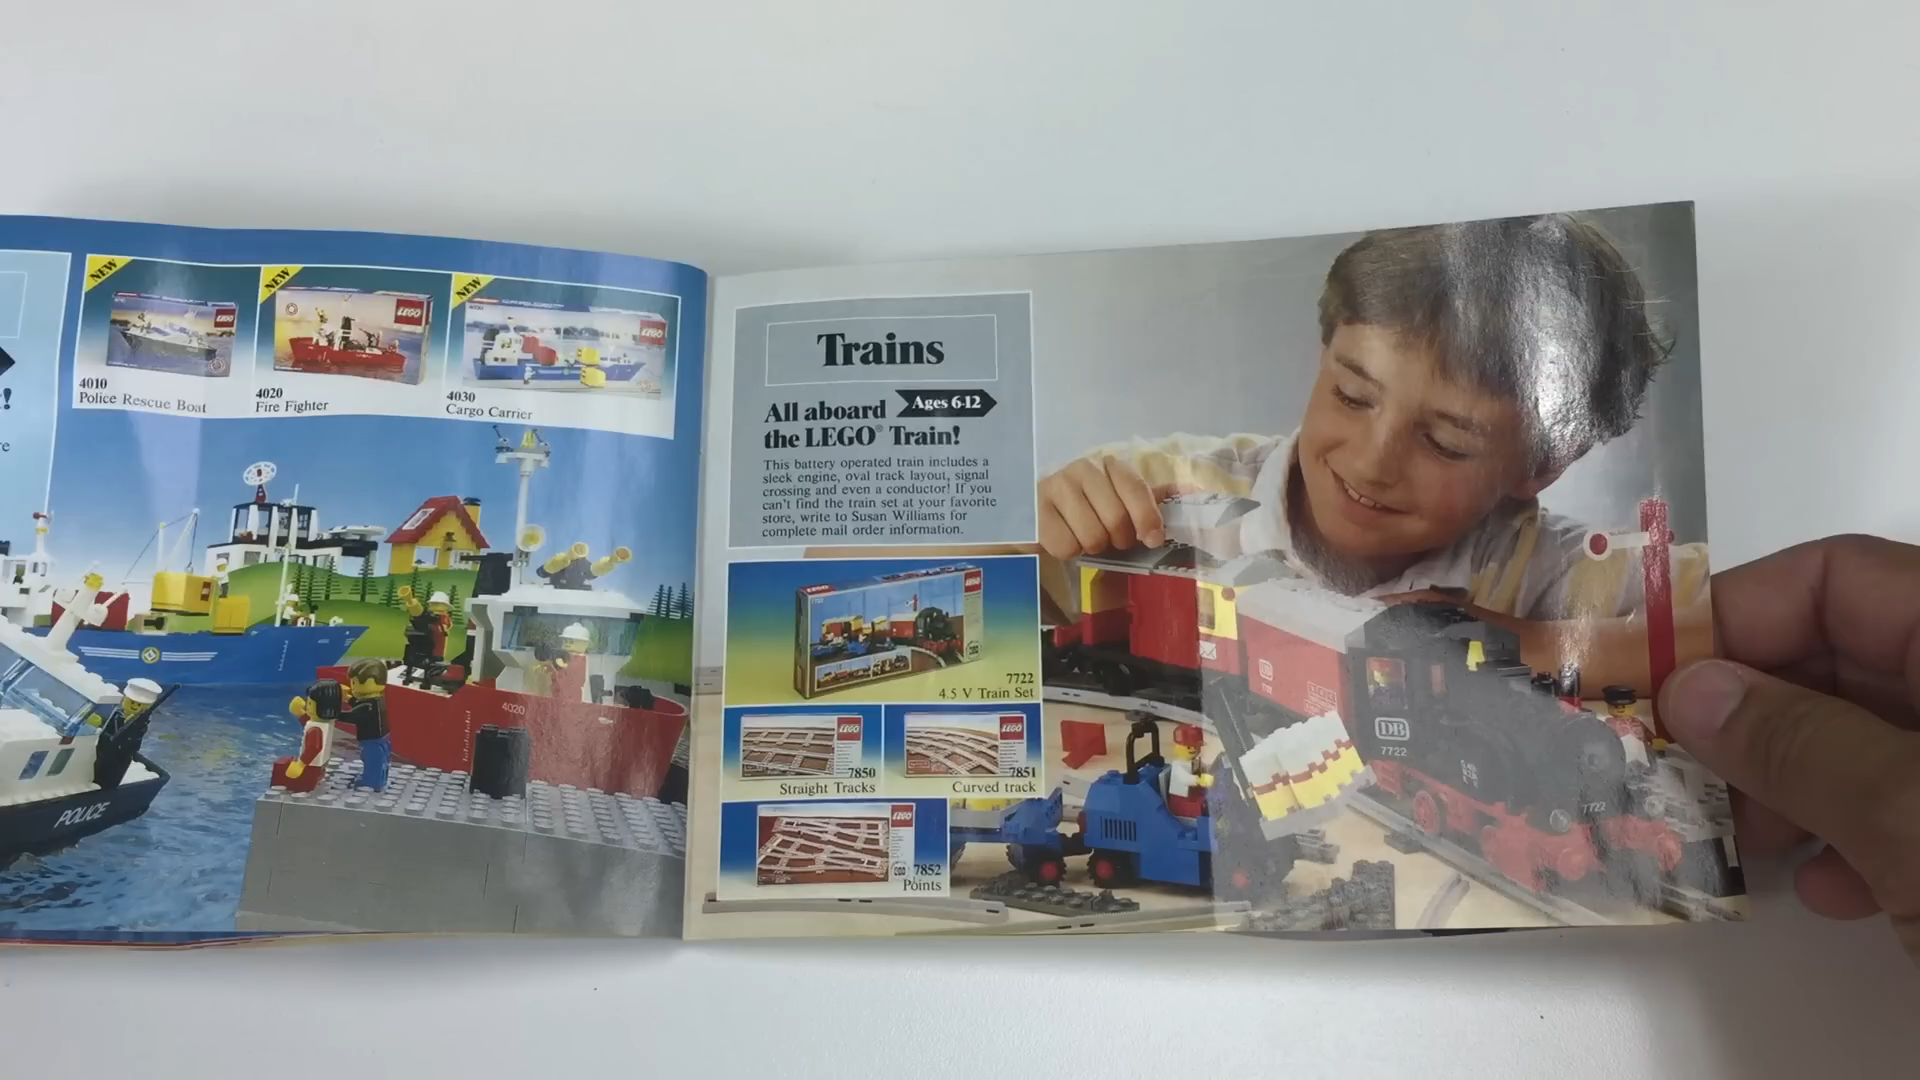 !
re
NEW
LEGO
4010
Police Rescue Boat
NEW
LEGO
4020
Fire Fighter
NEW
LEGO
4030
Cargo Carrier
4020
POLICE
Trains
All aboard
the LEGO® Train!
Ages 6-12
This battery operated train includes a
sleek engine, oval track layout, signal
crossing and even a conductor! If you
can't find the train set at your favorite
store, write to Susan Williams for
complete mail order information.
LEGO
LEGO
7722
4.5 V Train Set
LEGO
7850
Straight Tracks
LEGO
7851
Curved track
LEGO
7852
Points
DB
7722
7722